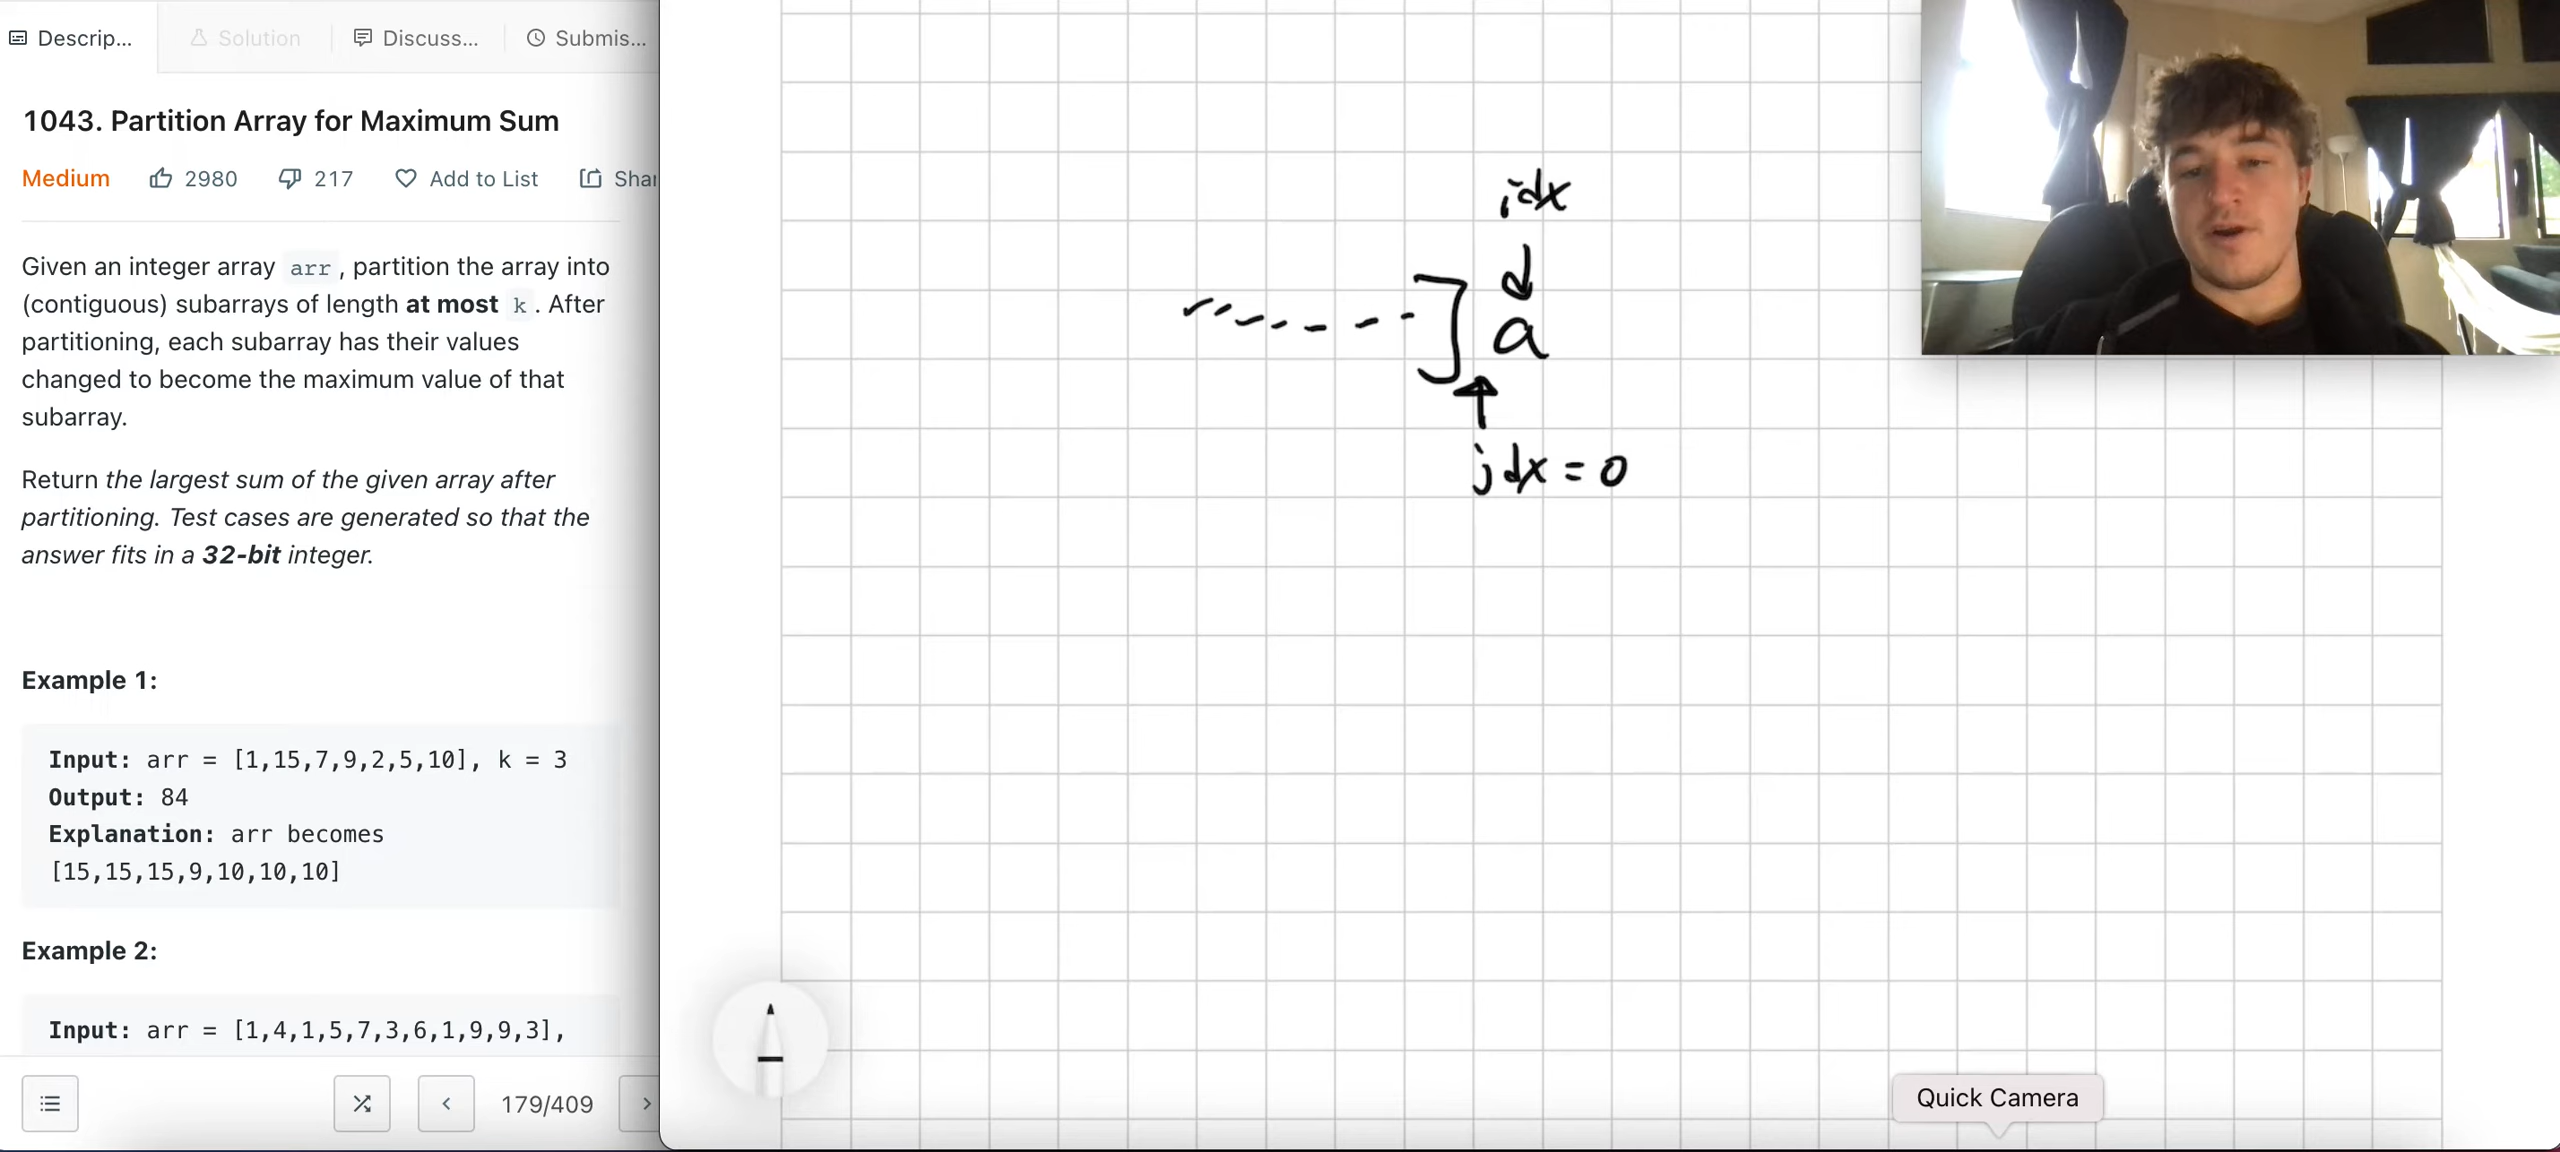 Descrip...
Solution
Discuss...
Submis...
1043. Partition Array for Maximum Sum
Medium 2980 217 Add to List Shar
Given an integer array arr , partition the array into
(contiguous) subarrays of length at most k . After
partitioning, each subarray has their values
changed to become the maximum value of that
subarray.
Return the largest sum of the given array after
partitioning. Test cases are generated so that the
answer fits in a 32-bit integer.
Example 1:
Input: arr = [1,15,7,9,2,5,10], k = 3
Output: 84
Explanation: arr becomes
[15,15,15,9,10,10,10]
Example 2:
Input: arr = [1,4,1,5,7,3,6,1,9,9,3],
179/409
idx
] a
jdx = 0
Quick Camera